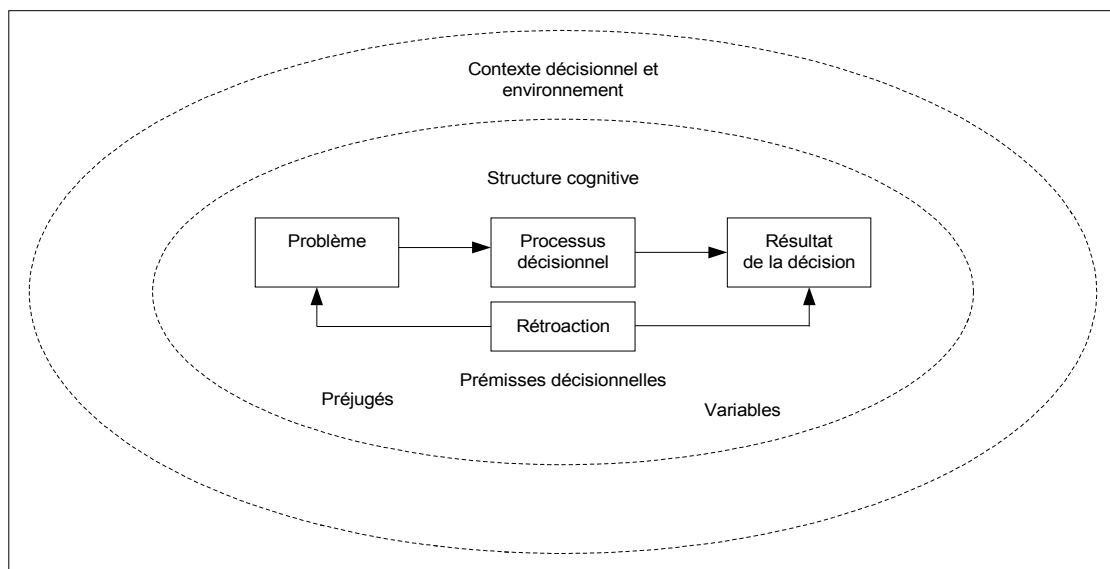 Contexte décisionnel et
environnement
Structure cognitive
Problème
Processus
décisionnel
Résultat
de la décision
Rétroaction
Prémisses décisionnelles
Préjugés
Variables